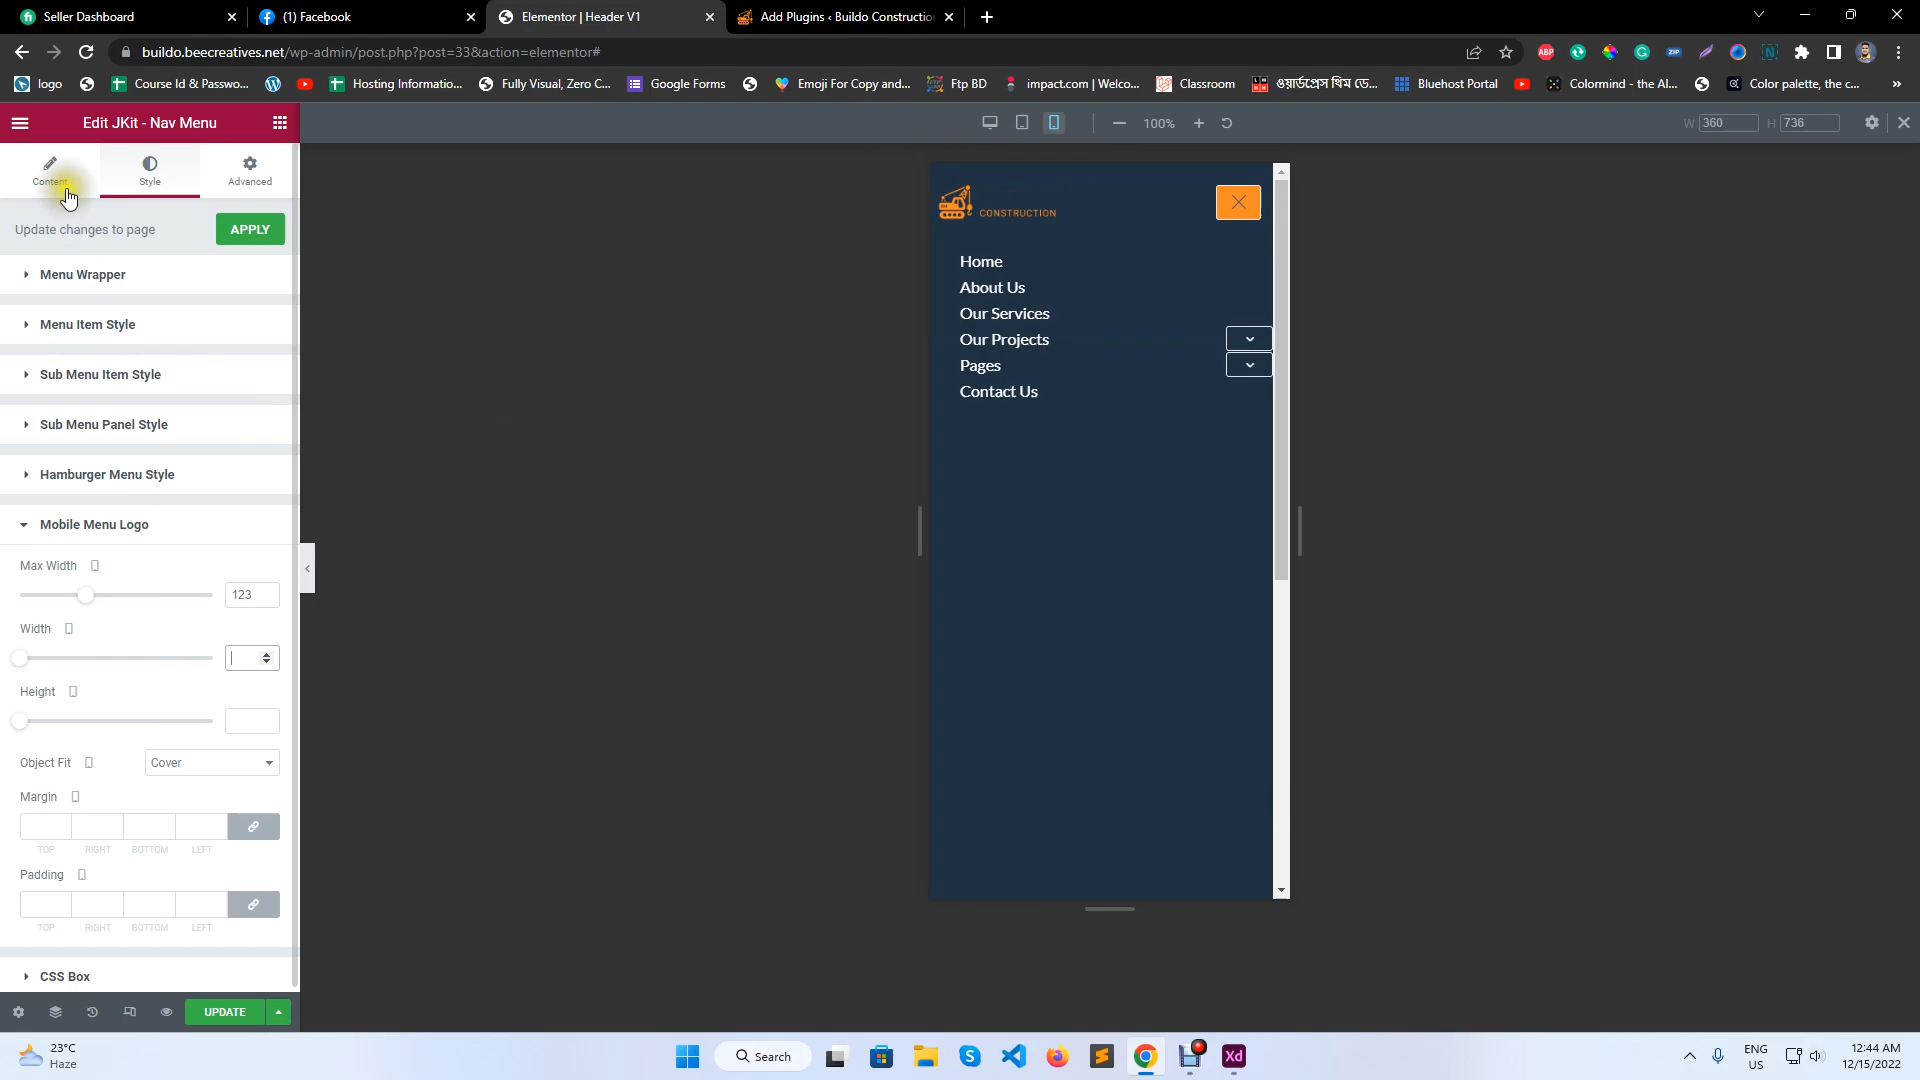 Seller Dashboard
(1) Facebook
Elementor | Header V1
Add Plugins ‹ Buildo Constructio
buildo.beecreatives.net/wp-admin/post.php?post=33&action=elementor#
ABP
ZIP
logo
Course Id & Passwo...
Hosting Informatio...
Fully Visual, Zero C...
Google Forms
Emoji For Copy and...
Ftp BD
impact.com | Welco...
Classroom
ওয়ার্ডপ্রেস থিম ডে...
Bluehost Portal
Colormind - the AI...
Color palette, the c...
»
Edit JKit - Nav Menu
100%
W 360
H 736
Content
Style
Advanced
Update changes to page
APPLY
Menu Wrapper
Menu Item Style
Sub Menu Item Style
Sub Menu Panel Style
Hamburger Menu Style
Mobile Menu Logo
Max Width
123
Width
Height
Object Fit
Cover
Margin
TOP RIGHT BOTTOM LEFT
Padding
TOP RIGHT BOTTOM LEFT
CSS Box
UPDATE
CONSTRUCTION
Home
About Us
Our Services
Our Projects
Pages
Contact Us
23°C
Haze
Search
Xd
ENG
US
12:44 AM
12/15/2022